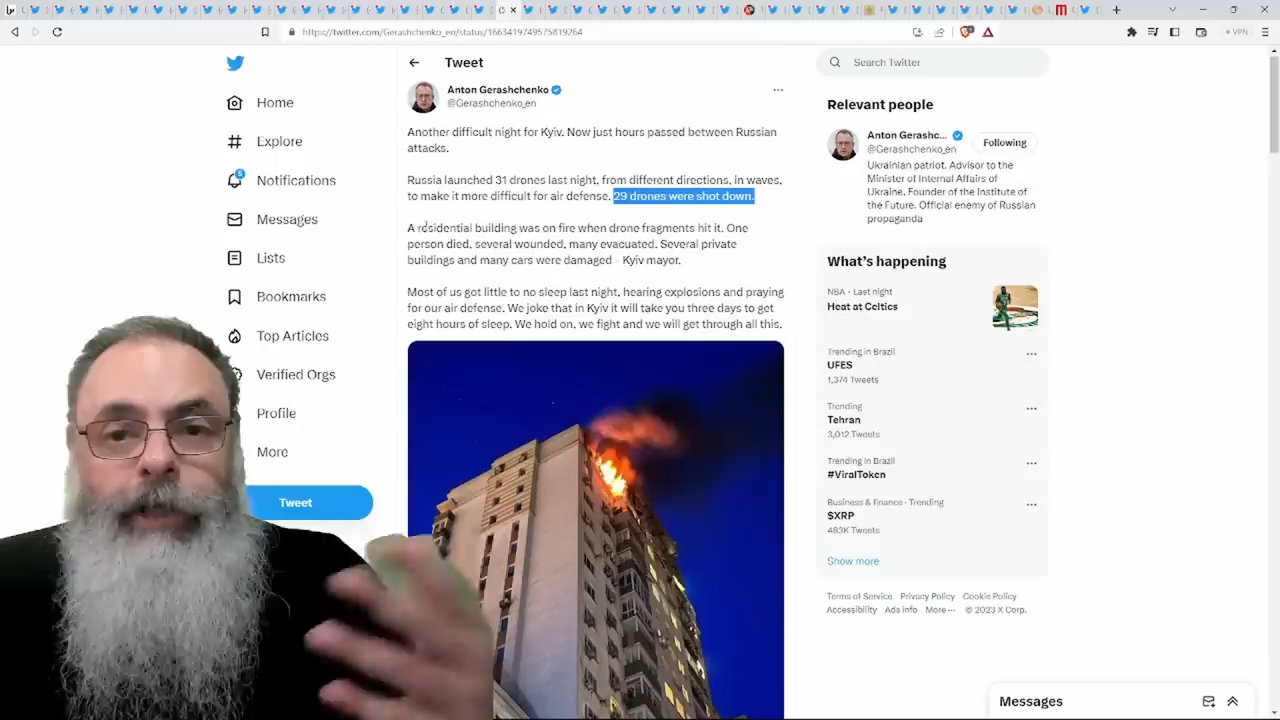 https://twitter.com/Gerashchenko_en/status/1663419749575819264
VPN
Home
Explore
6
Notifications
Messages
Lists
Bookmarks
Top Articles
Verified Orgs
Profile
More
Tweet
Tweet
Anton Gerashchenko
@Gerashchenko_en
Another difficult night for Kyiv. Now just hours passed between Russian
attacks.
Russia launched 31 drones last night, from different directions, in waves,
to make it more difficult for air defense. 29 drones were shot down.
A residential building was on fire when drone fragments hit it. One
person died, several wounded, many evacuated. Several private
buildings and many cars were damaged - Kyiv mayor.
Most of us got little to no sleep last night, hearing explosions and praying
for our air defense. We joke that in Kyiv it will take you three days to get
eight hours of sleep. We hold on, we fight and we will get through all this.
Search Twitter
Relevant people
Anton Gerashc...
@Gerashchenko_en
Following
Ukrainian patriot. Advisor to the
Minister of Internal Affairs of
Ukraine. Founder of the Institute of
the Future. Official enemy of Russian
propaganda
What's happening
NBA · Last night
Heat at Celtics
Trending in Brazil
UFES
1,374 Tweets
Trending
Tehran
3,012 Tweets
Trending in Brazil
#ViralToken
Business & finance · Trending
$XRP
483K Tweets
Show more
Terms of Service Privacy Policy Cookie Policy
Accessibility Ads info More ··· © 2023 X Corp.
Messages